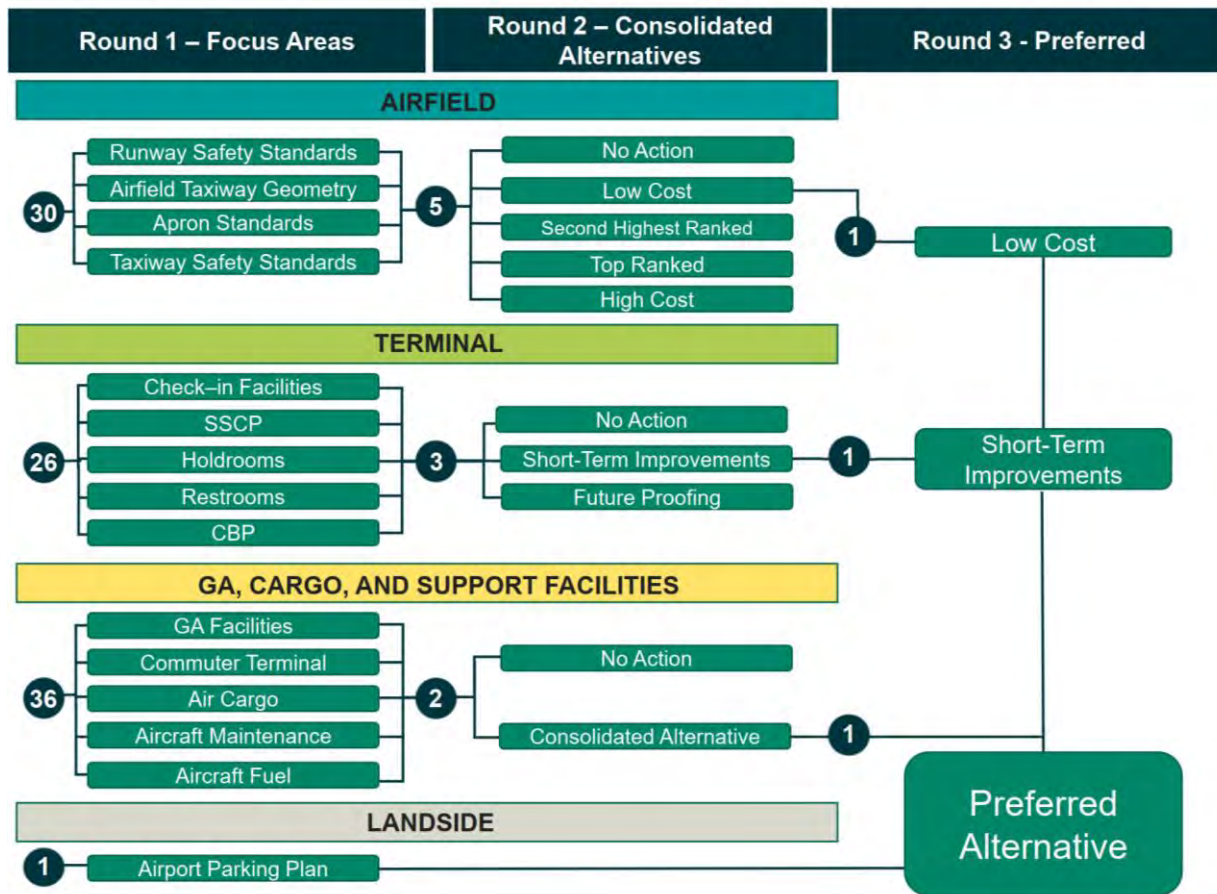 Round 1 – Focus Areas
Round 2 – Consolidated
Alternatives
Round 3 - Preferred
AIRFIELD
30
Runway Safety Standards
Airfield Taxiway Geometry
Apron Standards
Taxiway Safety Standards
5
No Action
Low Cost
Second Highest Ranked
Top Ranked
High Cost
1
Low Cost
TERMINAL
26
Check–in Facilities
SSCP
Holdrooms
Restrooms
CBP
3
No Action
Short-Term Improvements
Future Proofing
1
Short-Term
Improvements
GA, CARGO, AND SUPPORT FACILITIES
36
GA Facilities
Commuter Terminal
Air Cargo
Aircraft Maintenance
Aircraft Fuel
2
No Action
Consolidated Alternative
1
Preferred
Alternative
LANDSIDE
1
Airport Parking Plan